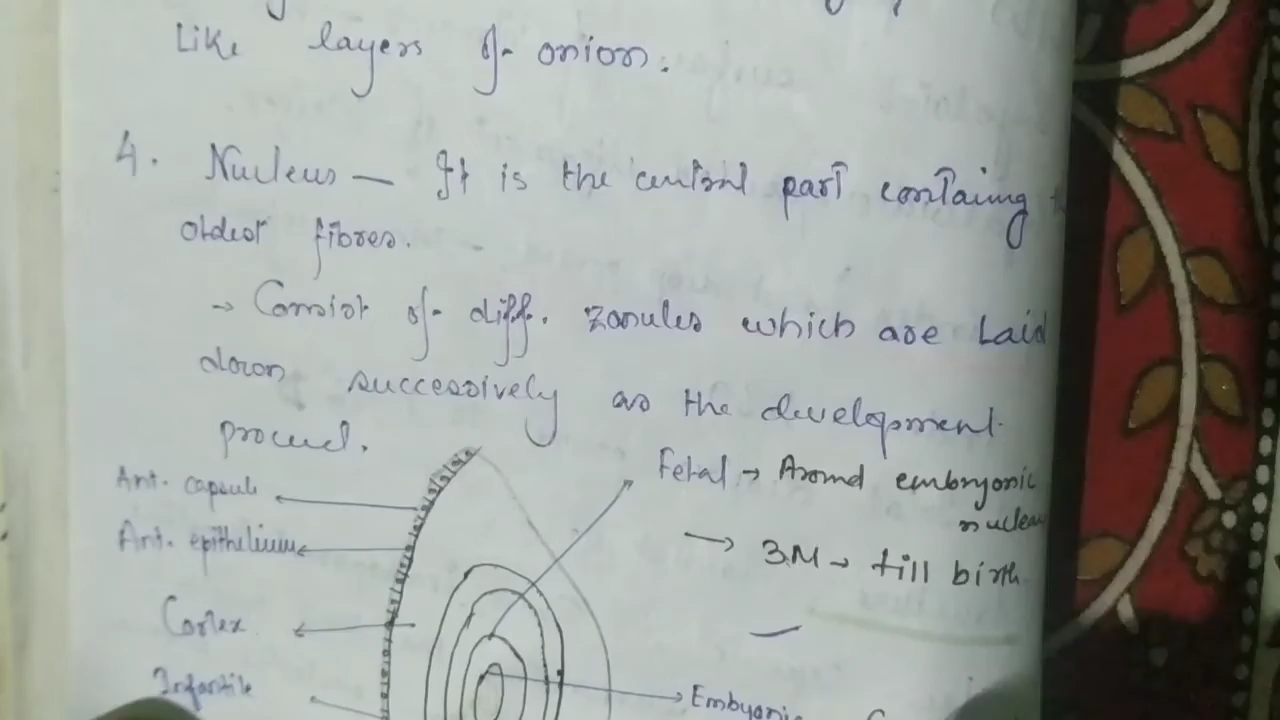 Like layers of onion.
4. Nucleus — It is the central part containg
oldest fibres.
→ Consist of diff. zonules which are laid
down successively as the development
proceed.
Ant. capsule
Fetal → Around embryonic
nucleus
Ant. epithelium
→ 3M → till birth
Cortex
Infantile
Embryonic